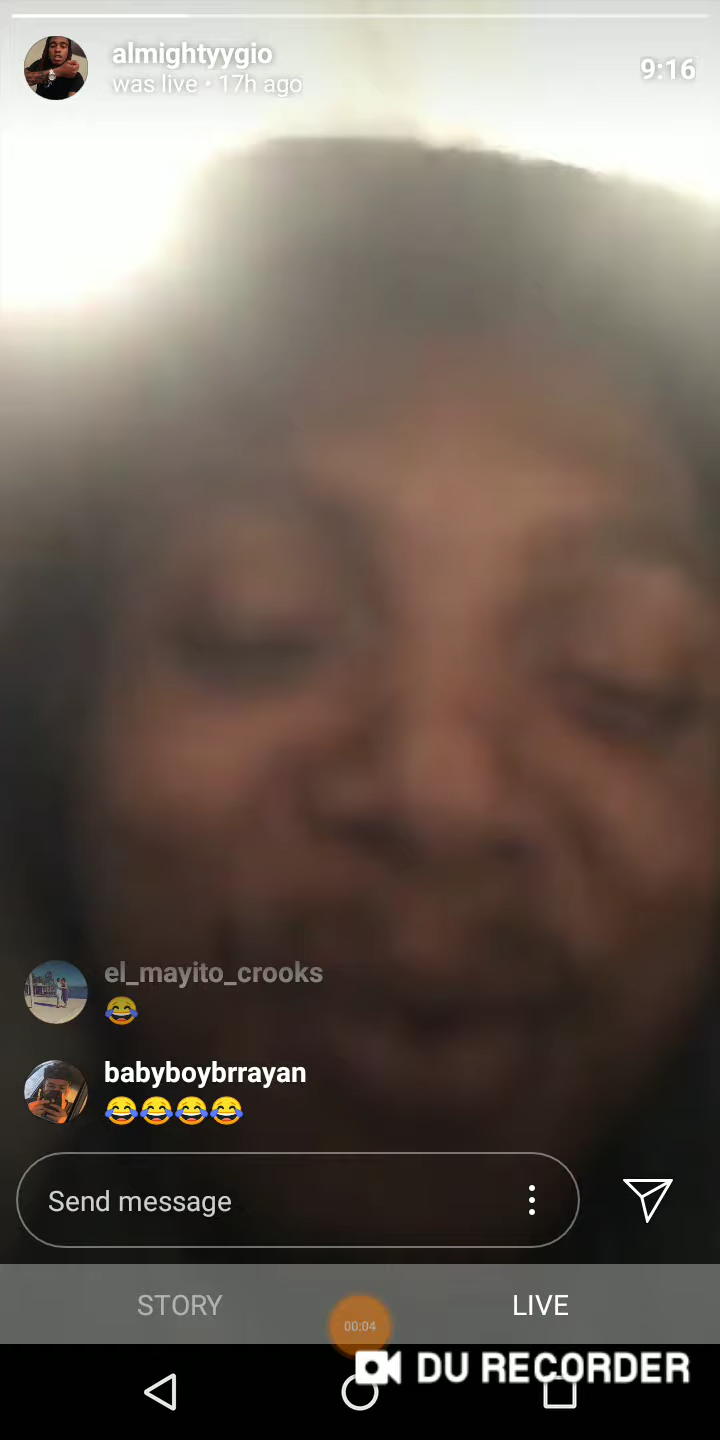 almightyygio
was live • 17h ago
9:16
el_mayito_crooks
😂
babyboybrrayan
😂😂😂😂
Send message
STORY
LIVE
00:04
DU RECORDER